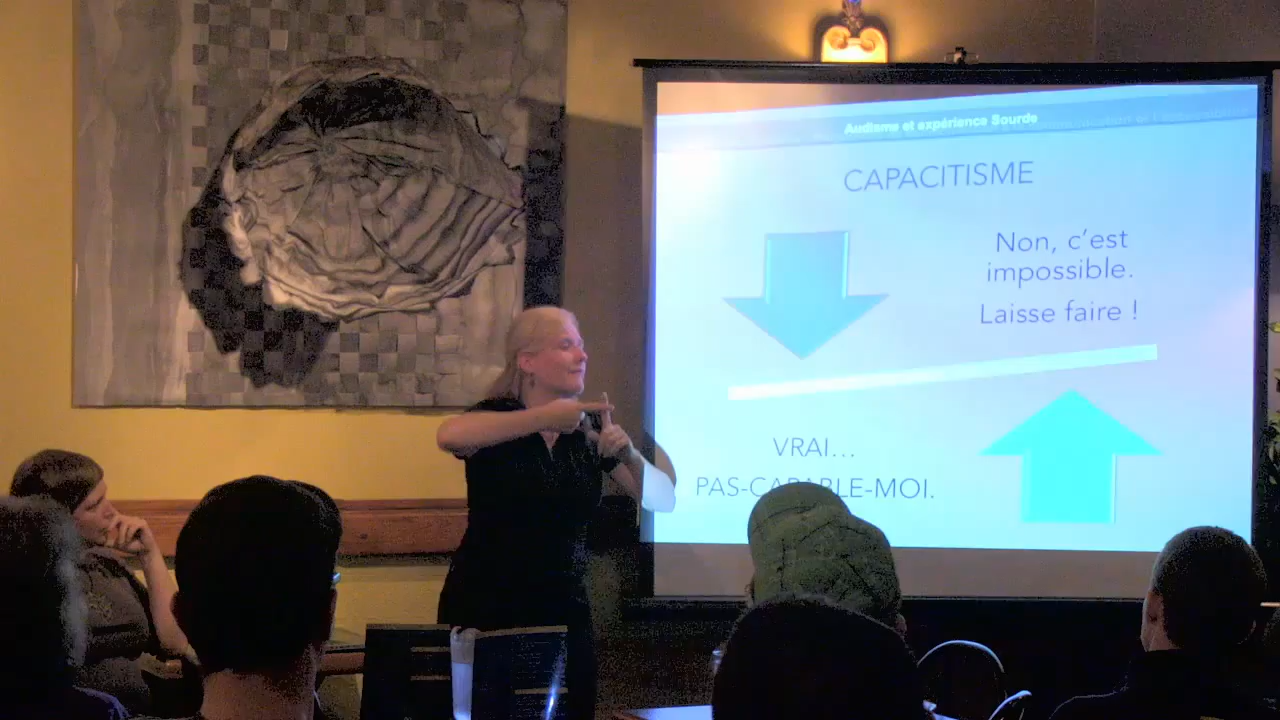 Audisme et expérience Sourde
CAPACITISME
Non, c'est
impossible.
Laisse faire !
VRAI...
PAS-CAPABLE-MOI.